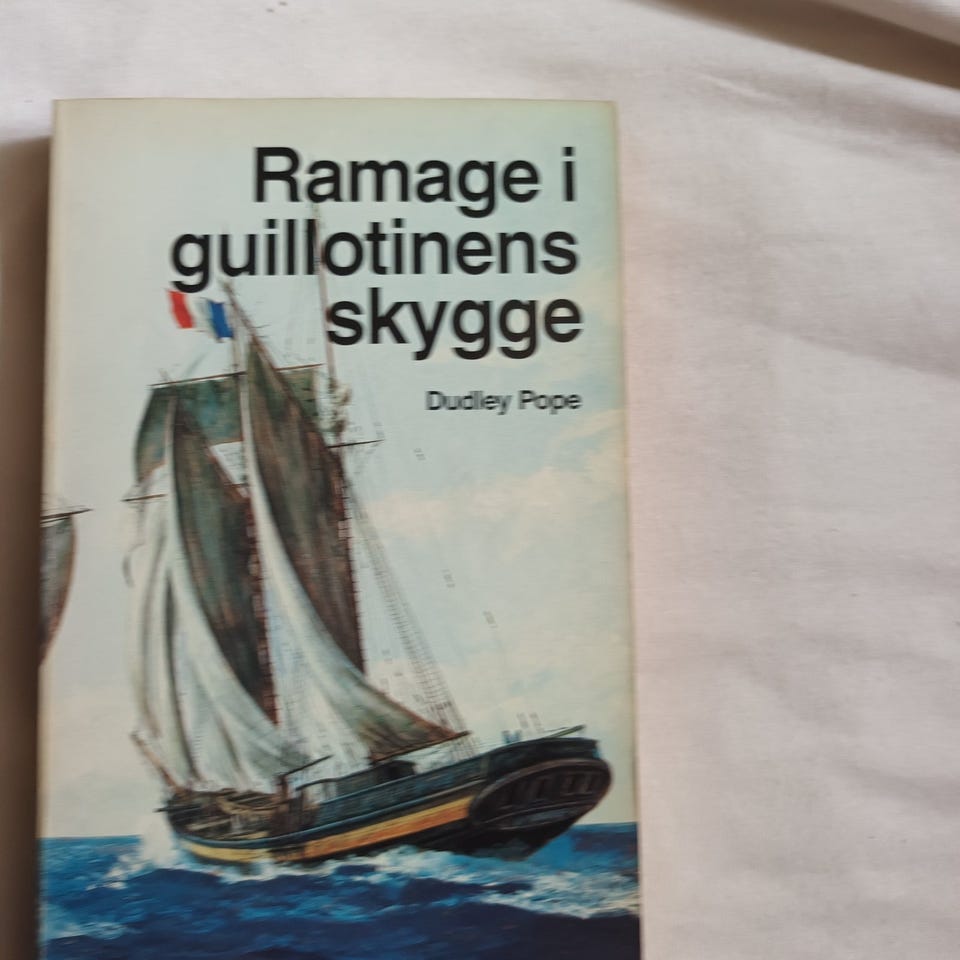 Ramage i
guillotinens
skygge
Dudley Pope